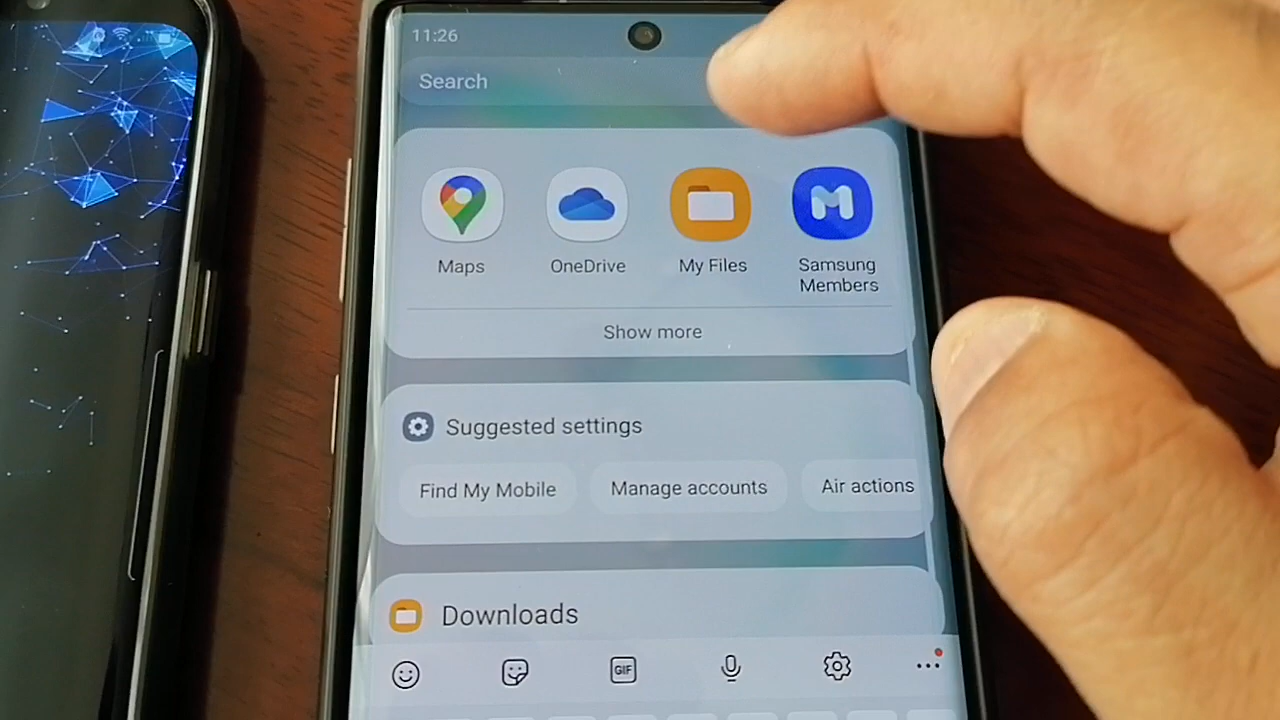 11:26
Search
Maps
OneDrive
My Files
Samsung
Members
Show more
Suggested settings
Find My Mobile
Manage accounts
Air actions
Downloads
GIF